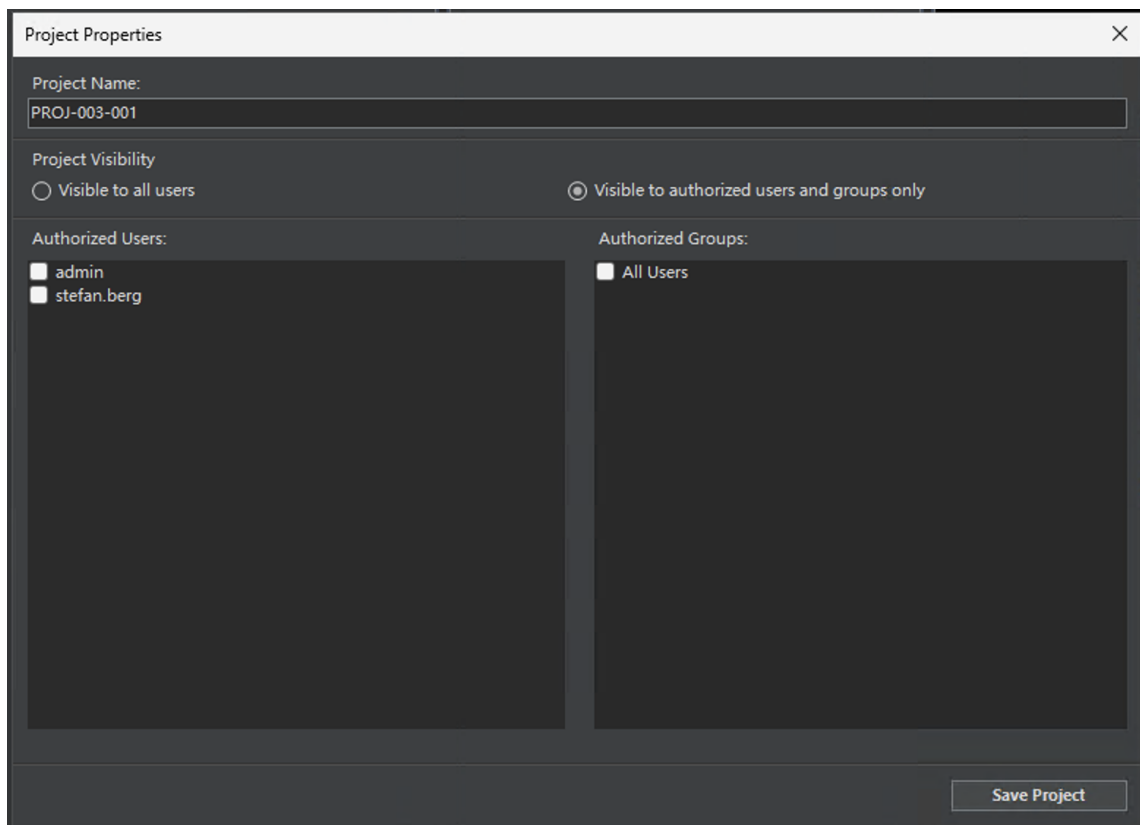 Project Properties
Project Name:
PROJ-003-001
Project Visibility
Visible to all users
Visible to authorized users and groups only
Authorized Users:
admin
stefan.berg
Authorized Groups:
All Users
Save Project